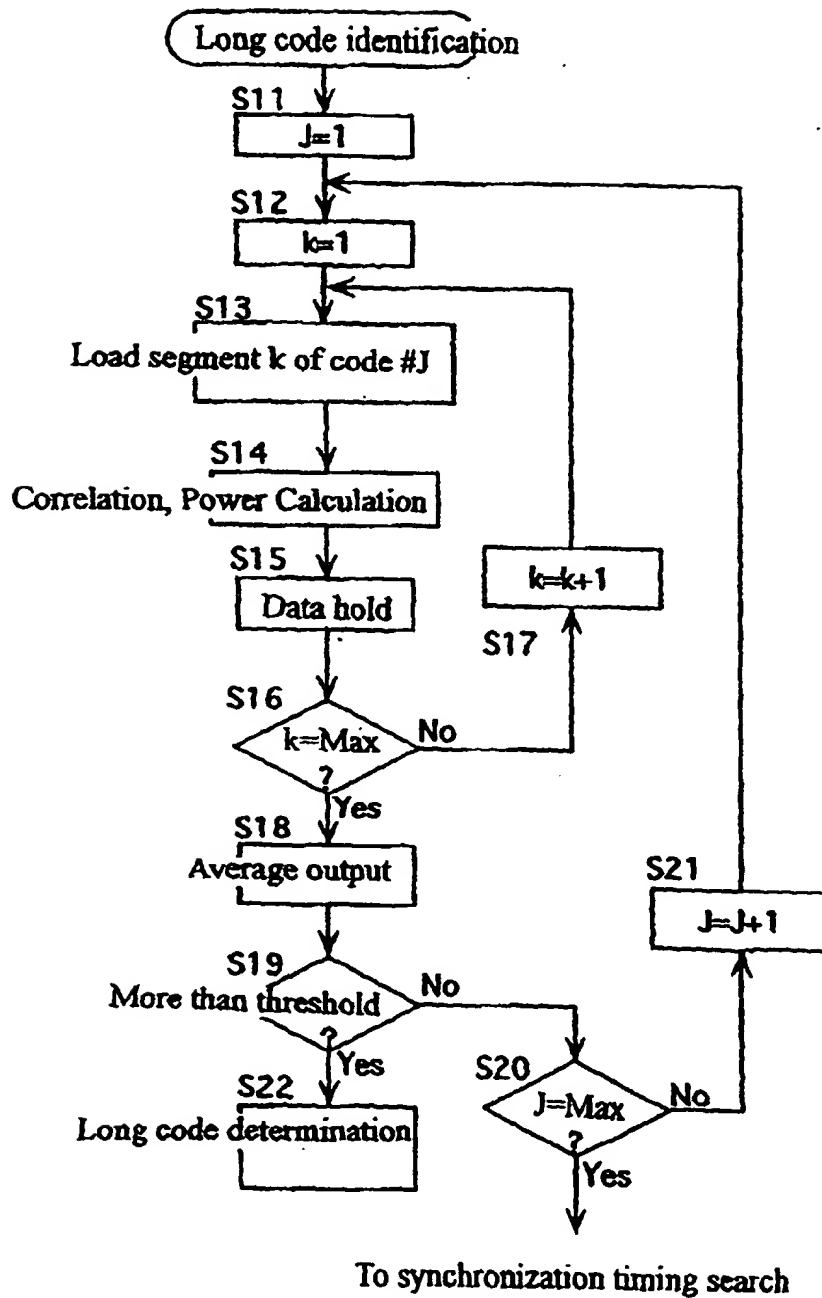 Long code identification
S11
J=1
S12
k=1
S13
Load segment k of code #J
S14
Correlation, Power Calculation
S15
Data hold
k=k+1
S17
S16
k=Max
?
No
Yes
S18
Average output
S21
J=J+1
S19
More than threshold
?
No
Yes
S20
J=Max
?
No
Yes
S22
Long code determination
To synchronization timing search